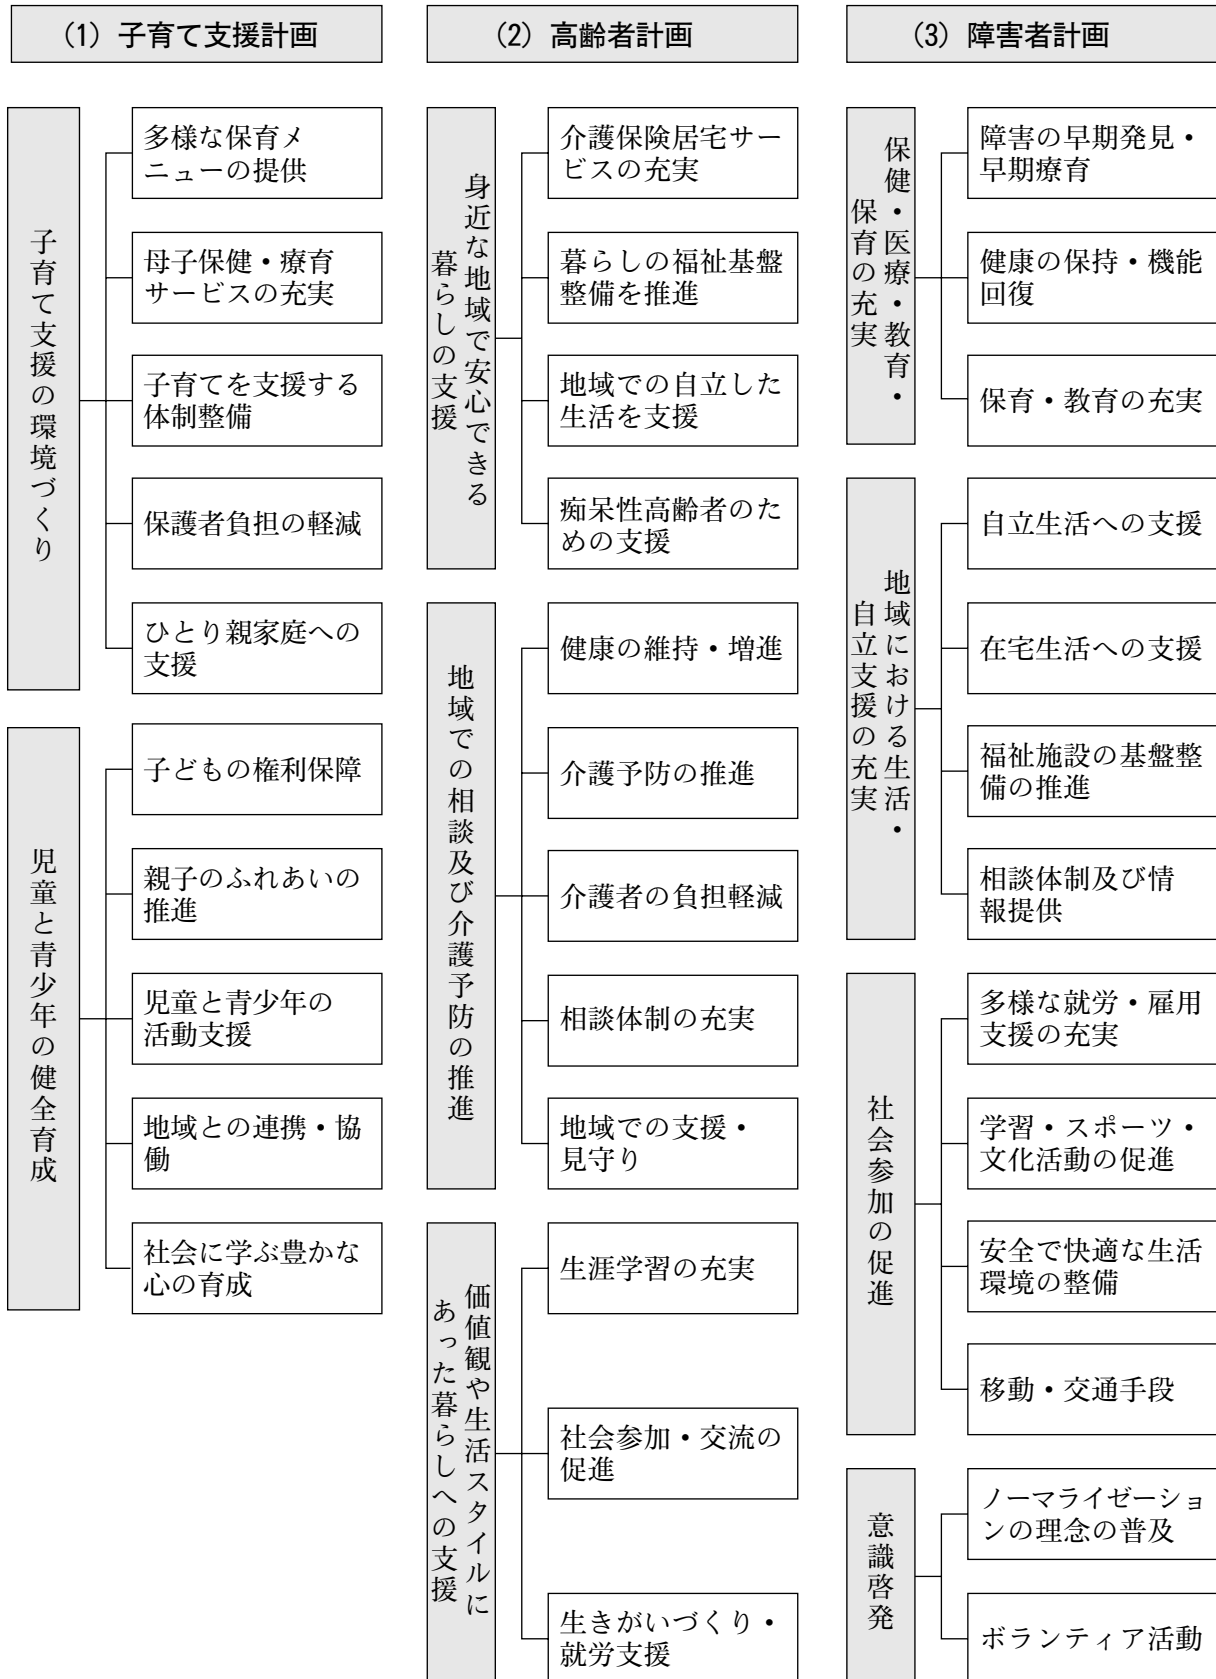 (1) 子育て支援計画
子育て支援の環境づくり
多様な保育メ
ニューの提供
母子保健・療育
サービスの充実
子育てを支援する
体制整備
保護者負担の軽減
ひとり親家庭への
支援
児童と青少年の健全育成
子どもの権利保障
親子のふれあいの
推進
児童と青少年の
活動支援
地域との連携・協
働
社会に学ぶ豊かな
心の育成
(2) 高齢者計画
身近な地域で安心できる
暮らしの支援
介護保険居宅サー
ビスの充実
暮らしの福祉基盤
整備を推進
地域での自立した
生活を支援
痴呆性高齢者のた
めの支援
地域での相談及び介護予防の推進
健康の維持・増進
介護予防の推進
介護者の負担軽減
相談体制の充実
地域での支援・
見守り
価値観や生活スタイルに
あった暮らしへの支援
生涯学習の充実
社会参加・交流の
促進
生きがいづくり・
就労支援
(3) 障害者計画
保健・医療・教育・
保育の充実
障害の早期発見・
早期療育
健康の保持・機能
回復
保育・教育の充実
地域における生活・
自立支援の充実
自立生活への支援
在宅生活への支援
福祉施設の基盤整
備の推進
相談体制及び情
報提供
社会参加の促進
多様な就労・雇用
支援の充実
学習・スポーツ・
文化活動の促進
安全で快適な生活
環境の整備
移動・交通手段
意識啓発
ノーマライゼーショ
ンの理念の普及
ボランティア活動